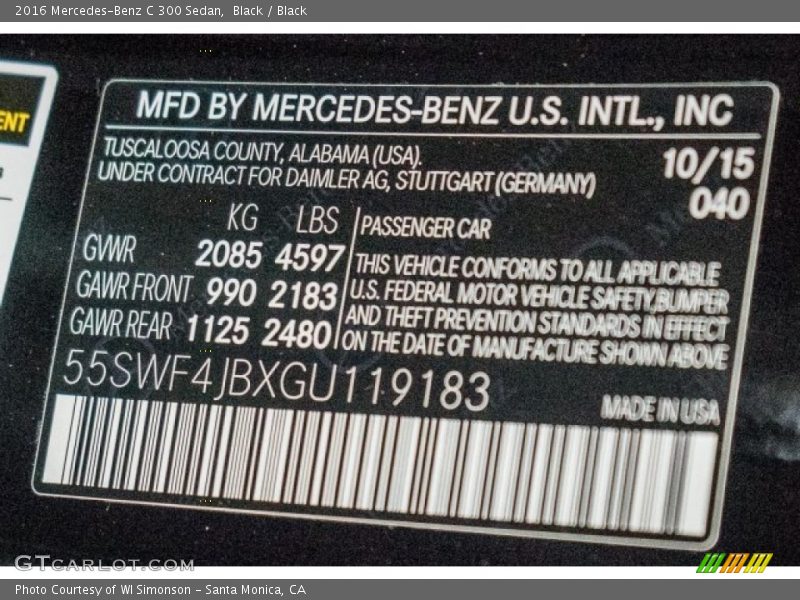 2016 Mercedes-Benz C 300 Sedan, Black / Black
ENT
MFD BY MERCEDES-BENZ U.S. INTL., INC
TUSCALOOSA COUNTY, ALABAMA (USA).
UNDER CONTRACT FOR DAIMLER AG, STUTTGART (GERMANY)
10/15
040
KG LBS
GVWR 2085 4597
GAWR FRONT 990 2183
GAWR REAR 1125 2480
PASSENGER CAR
THIS VEHICLE CONFORMS TO ALL APPLICABLE
U.S. FEDERAL MOTOR VEHICLE SAFETY,BUMPER
AND THEFT PREVENTION STANDARDS IN EFFECT
ON THE DATE OF MANUFACTURE SHOWN ABOVE
55SWF4JBXGU119183
MADE IN USA
GTCARLOT.COM
Photo Courtesy of WI Simonson - Santa Monica, CA